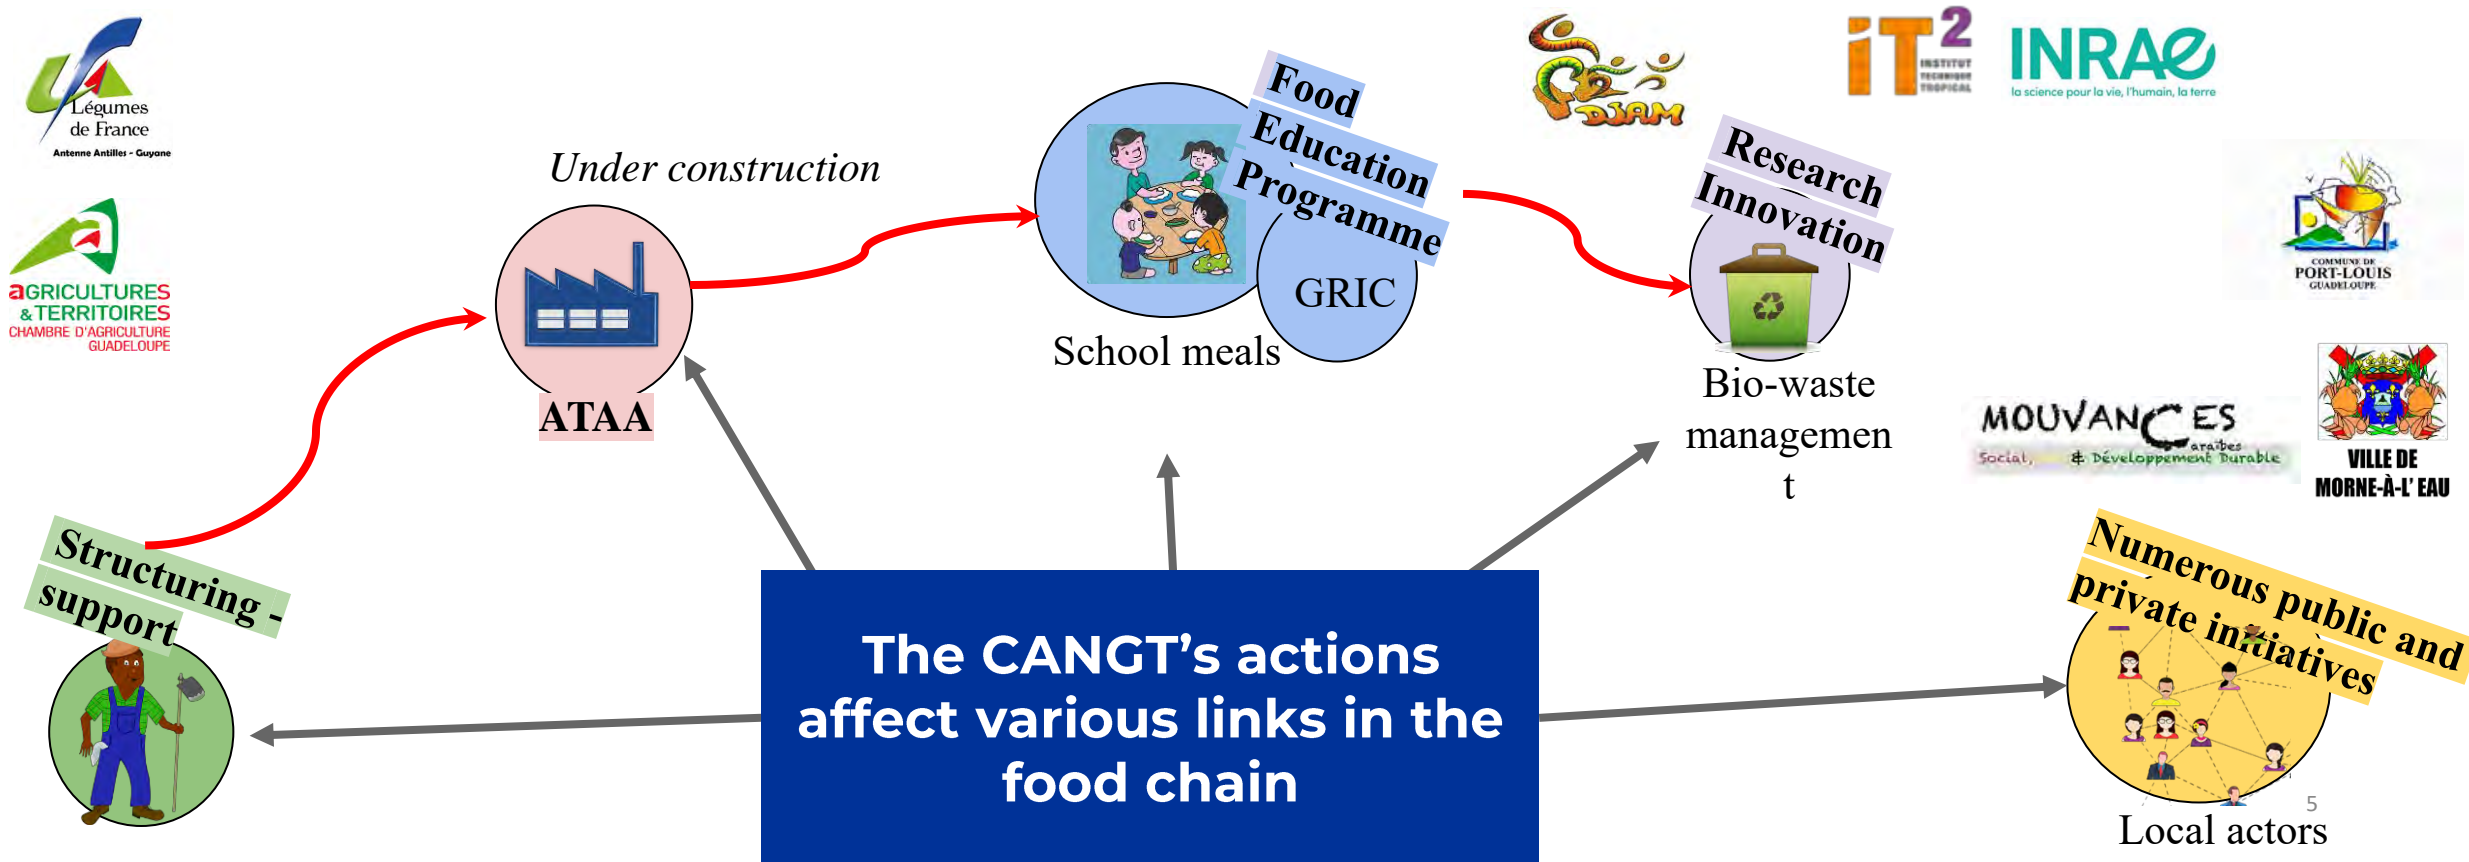 Légumes
de France
Antenne Antilles - Guyane
aGRICULTURES
& TERRITOIRES
CHAMBRE D'AGRICULTURE
GUADELOUPE
Under construction
ATAA
Food
Education
Programme
GRIC
School meals
DJAM
iT2
INSTITUT
TECHNIQUE
TROPICAL
INRAE
la science pour la vie, l'humain, la terre
Research
Innovation
Bio-waste
managemen
t
COMMUNE DE
PORT-LOUIS
GUADELOUPE
MOUVANCES
Caraïbes
Social, & Développement Durable
VILLE DE
MORNE-À-L' EAU
Structuring -
support
The CANGT's actions
affect various links in the
food chain
Numerous public and
private initiatives
5
Local actors